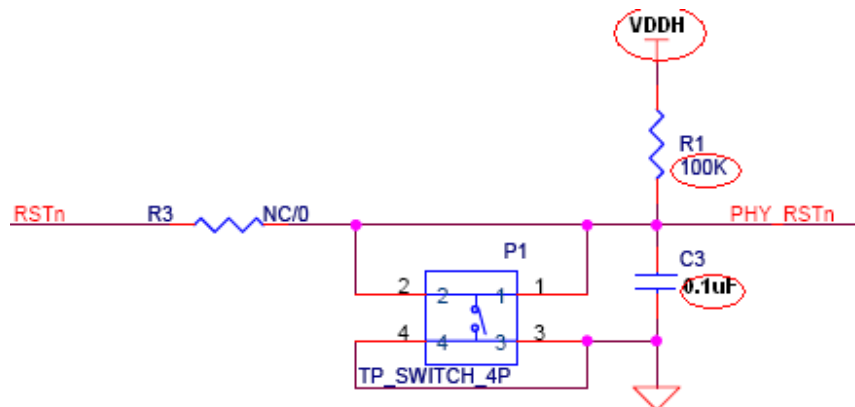 VDDH
R1
100K
RSTn R3 NC/0 PHY_RSTn
P1
C3
2 2 1 1
0.1uF
4 4 3 3
TP_SWITCH_4P